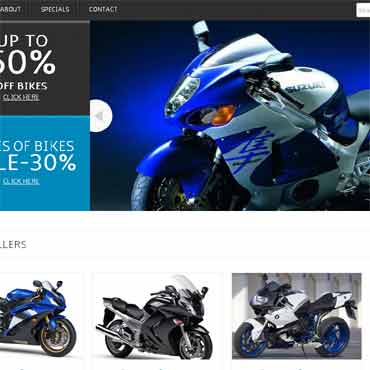 ABOUT SPECIALS CONTACT
UP TO
50%
OFF BIKES
CLICK HERE
ES OF BIKES
LE-30%
CLICK HERE
SUZUKI
LLERS